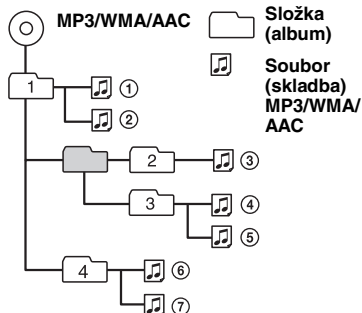 MP3/WMA/AAC
Složka
(album)
Soubor
(skladba)
MP3/WMA/
AAC
1
①
②
2
③
3
④
⑤
4
⑥
⑦